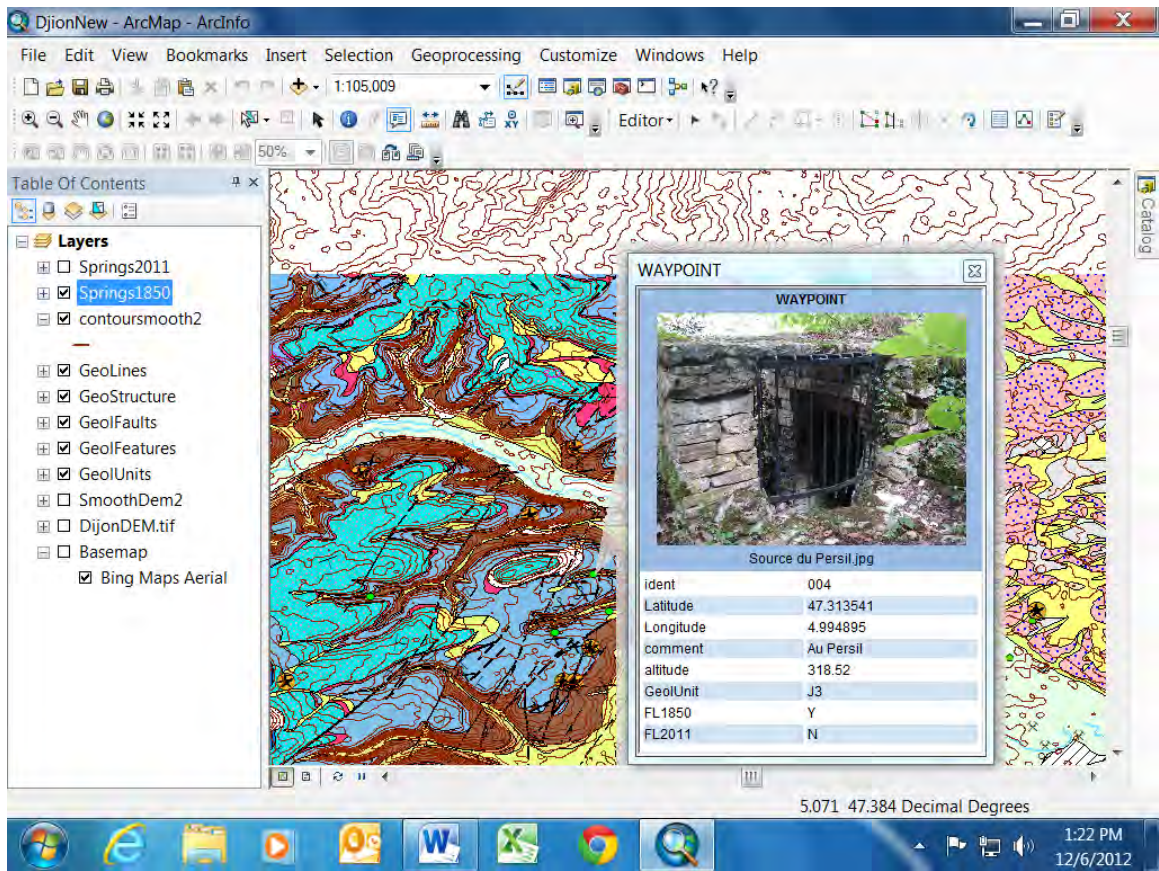 DjionNew - ArcMap - ArcInfo
File Edit View Bookmarks Insert Selection Geoprocessing Customize Windows Help
1:105,009
Editor
50%
Table Of Contents
Catalog
Layers
Springs2011
Springs1850
contoursmooth2
GeoLines
GeoStructure
GeolFaults
GeolFeatures
GeolUnits
SmoothDem2
DijonDEM.tif
Basemap
Bing Maps Aerial
WAYPOINT
WAYPOINT
Source du Persil.jpg
ident 004
Latitude 47.313541
Longitude 4.994895
comment Au Persil
altitude 318.52
GeolUnit J3
FL1850 Y
FL2011 N
5.071 47.384 Decimal Degrees
1:22 PM
12/6/2012